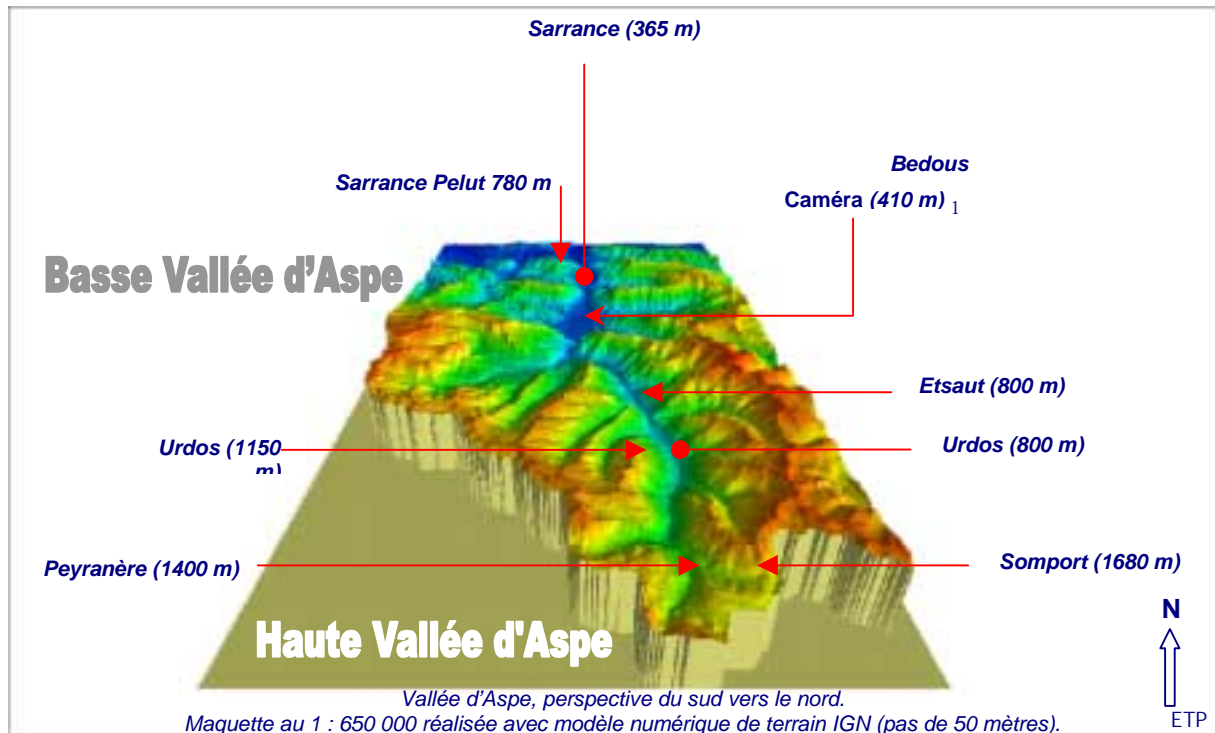 Sarrance (365 m)
Bedous
Sarrance Pelut 780 m
Caméra (410 m) 1
Basse Vallée d'Aspe
Etsaut (800 m)
Urdos (1150
m)
Urdos (800 m)
Peyranère (1400 m)
Somport (1680 m)
N
Haute Vallée d'Aspe
Vallée d'Aspe, perspective du sud vers le nord.
ETP
Maquette au 1 : 650 000 réalisée avec modèle numérique de terrain IGN (pas de 50 mètres).